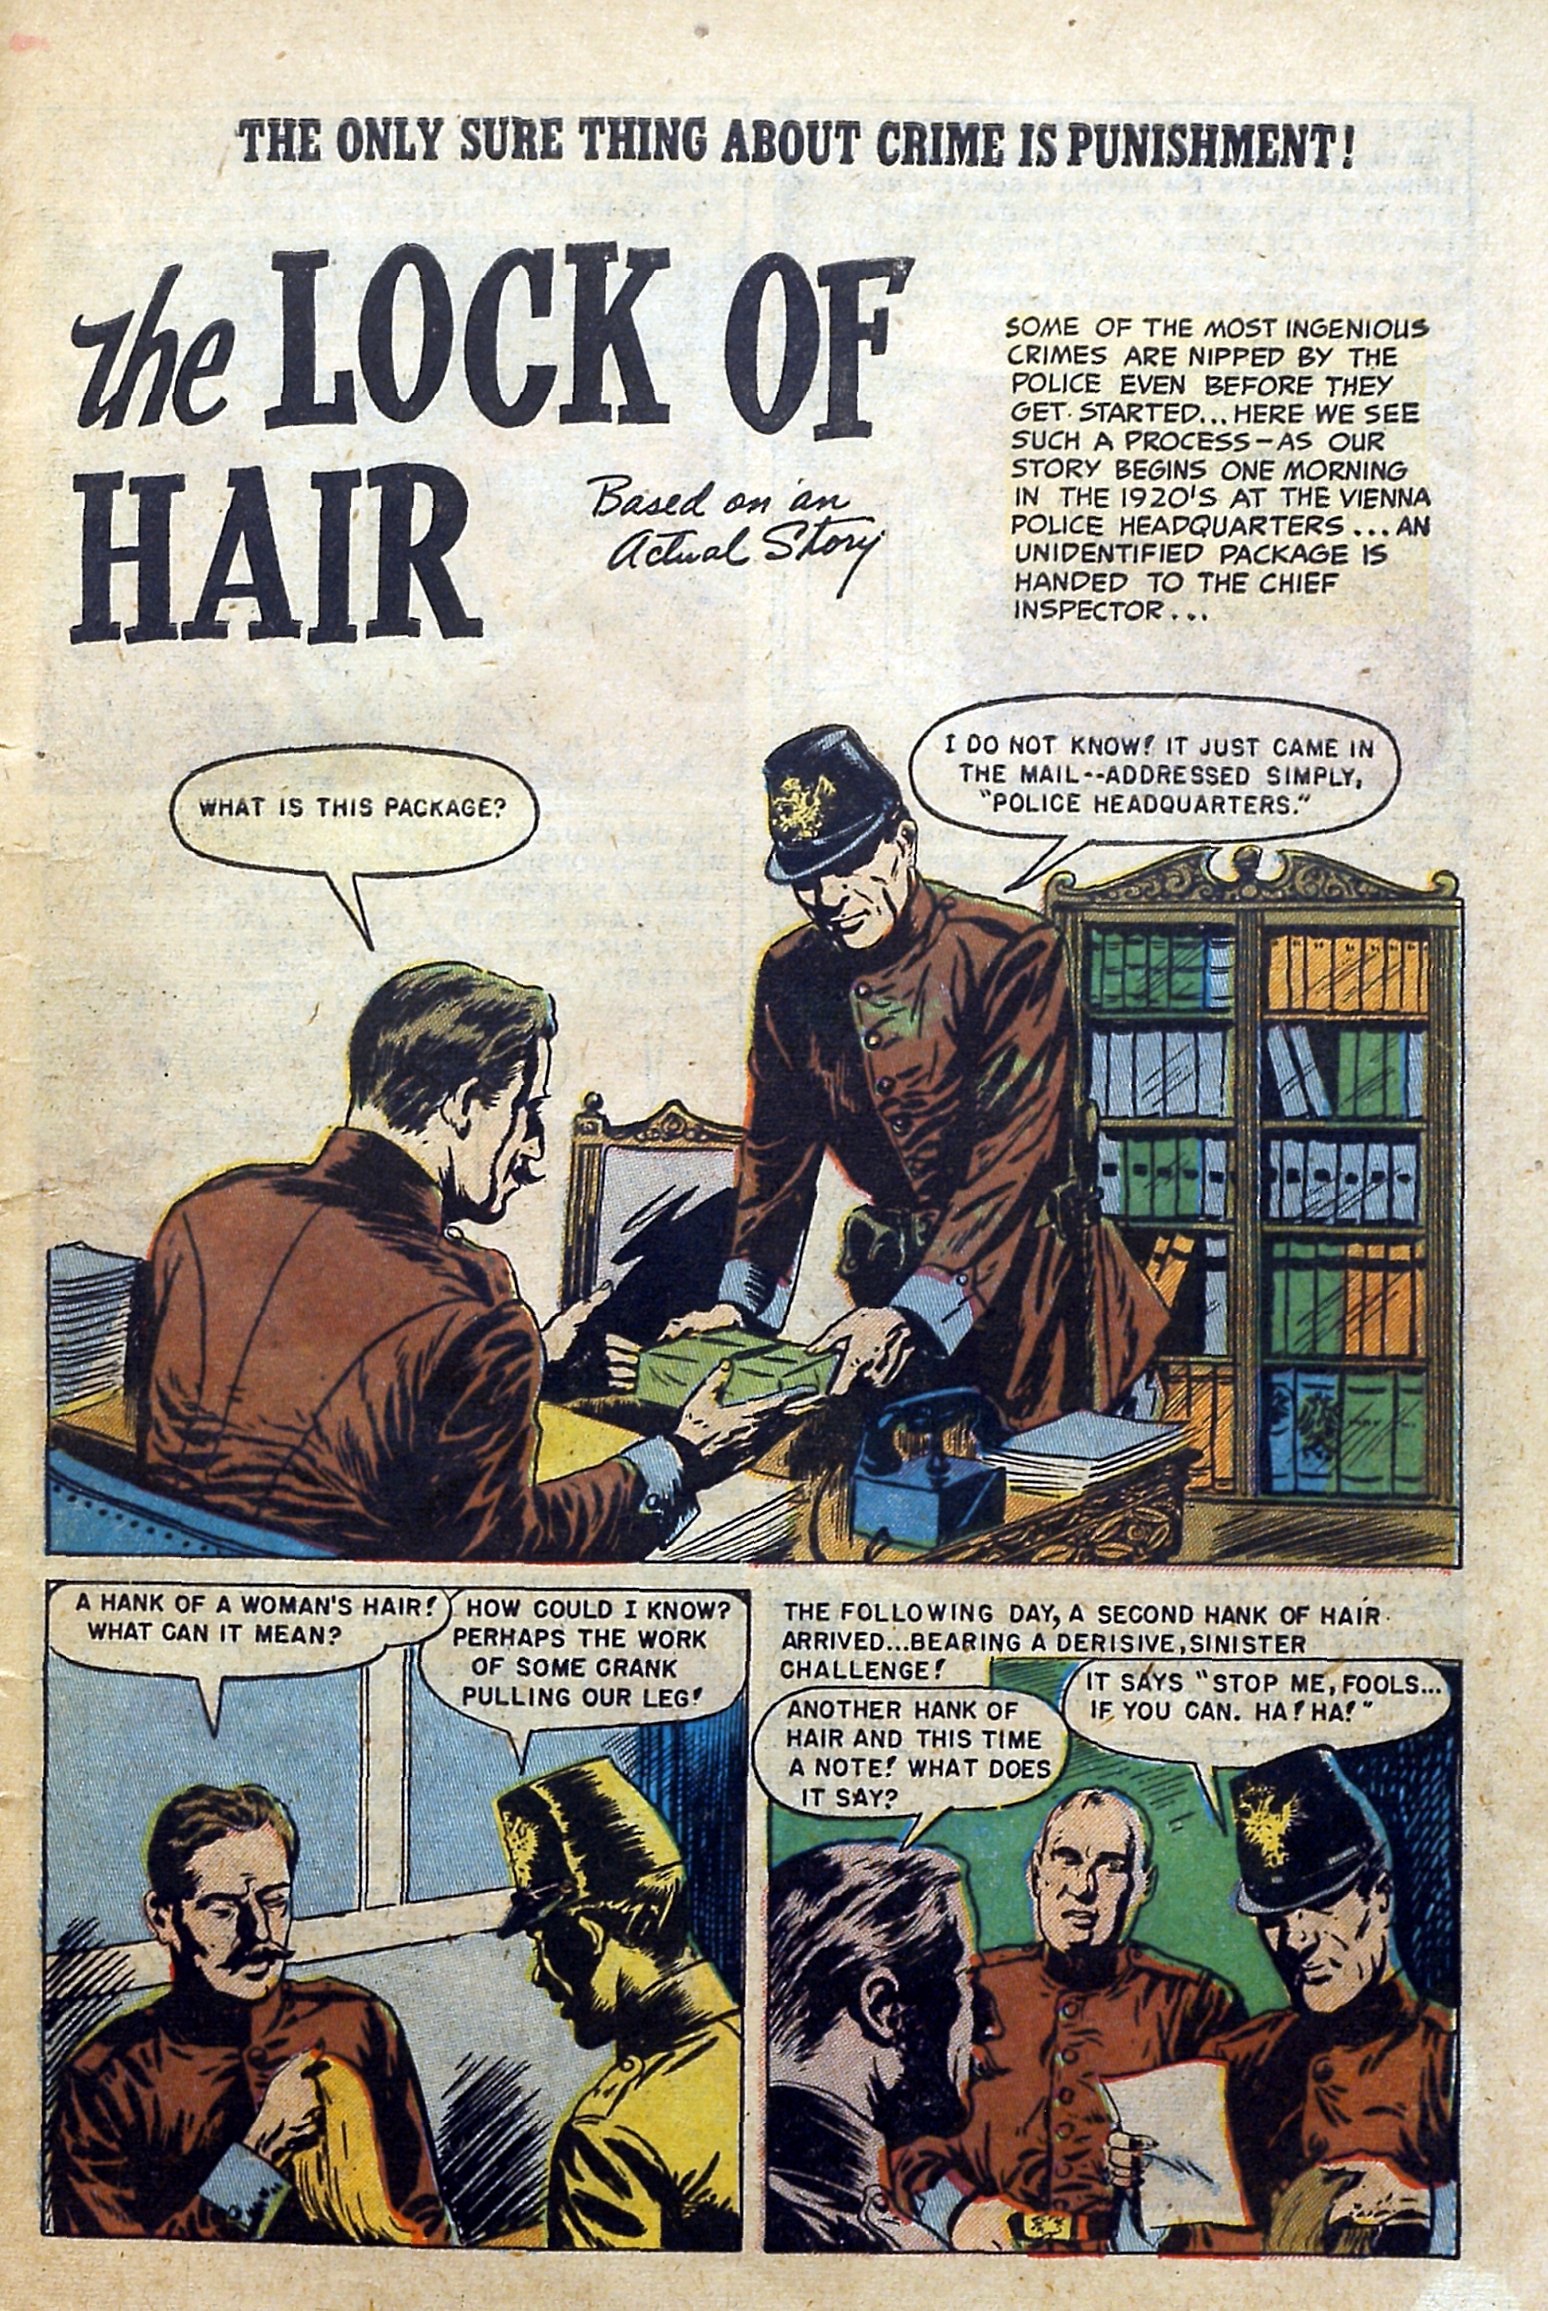 THE ONLY SURE THING ABOUT CRIME IS PUNISHMENT!
the LOCK OF
HAIR
Based on an
Actual Story
SOME OF THE MOST INGENIOUS
CRIMES ARE NIPPED BY THE
POLICE EVEN BEFORE THEY
GET STARTED...HERE WE SEE
SUCH A PROCESS-AS OUR
STORY BEGINS ONE MORNING
IN THE 1920'S AT THE VIENNA
POLICE HEADQUARTERS...AN
UNIDENTIFIED PACKAGE IS
HANDED TO THE CHIEF
INSPECTOR...
WHAT IS THIS PACKAGE?
I DO NOT KNOW! IT JUST CAME IN
THE MAIL--ADDRESSED SIMPLY,
"POLICE HEADQUARTERS."
A HANK OF A WOMAN'S HAIR!
WHAT CAN IT MEAN?
HOW COULD I KNOW?
PERHAPS THE WORK
OF SOME CRANK
PULLING OUR LEG!
THE FOLLOWING DAY, A SECOND HANK OF HAIR
ARRIVED...BEARING A DERISIVE, SINISTER
CHALLENGE!
ANOTHER HANK OF
HAIR AND THIS TIME
A NOTE! WHAT DOES
IT SAY?
IT SAYS "STOP ME, FOOLS...
IF YOU CAN. HA! HA!"